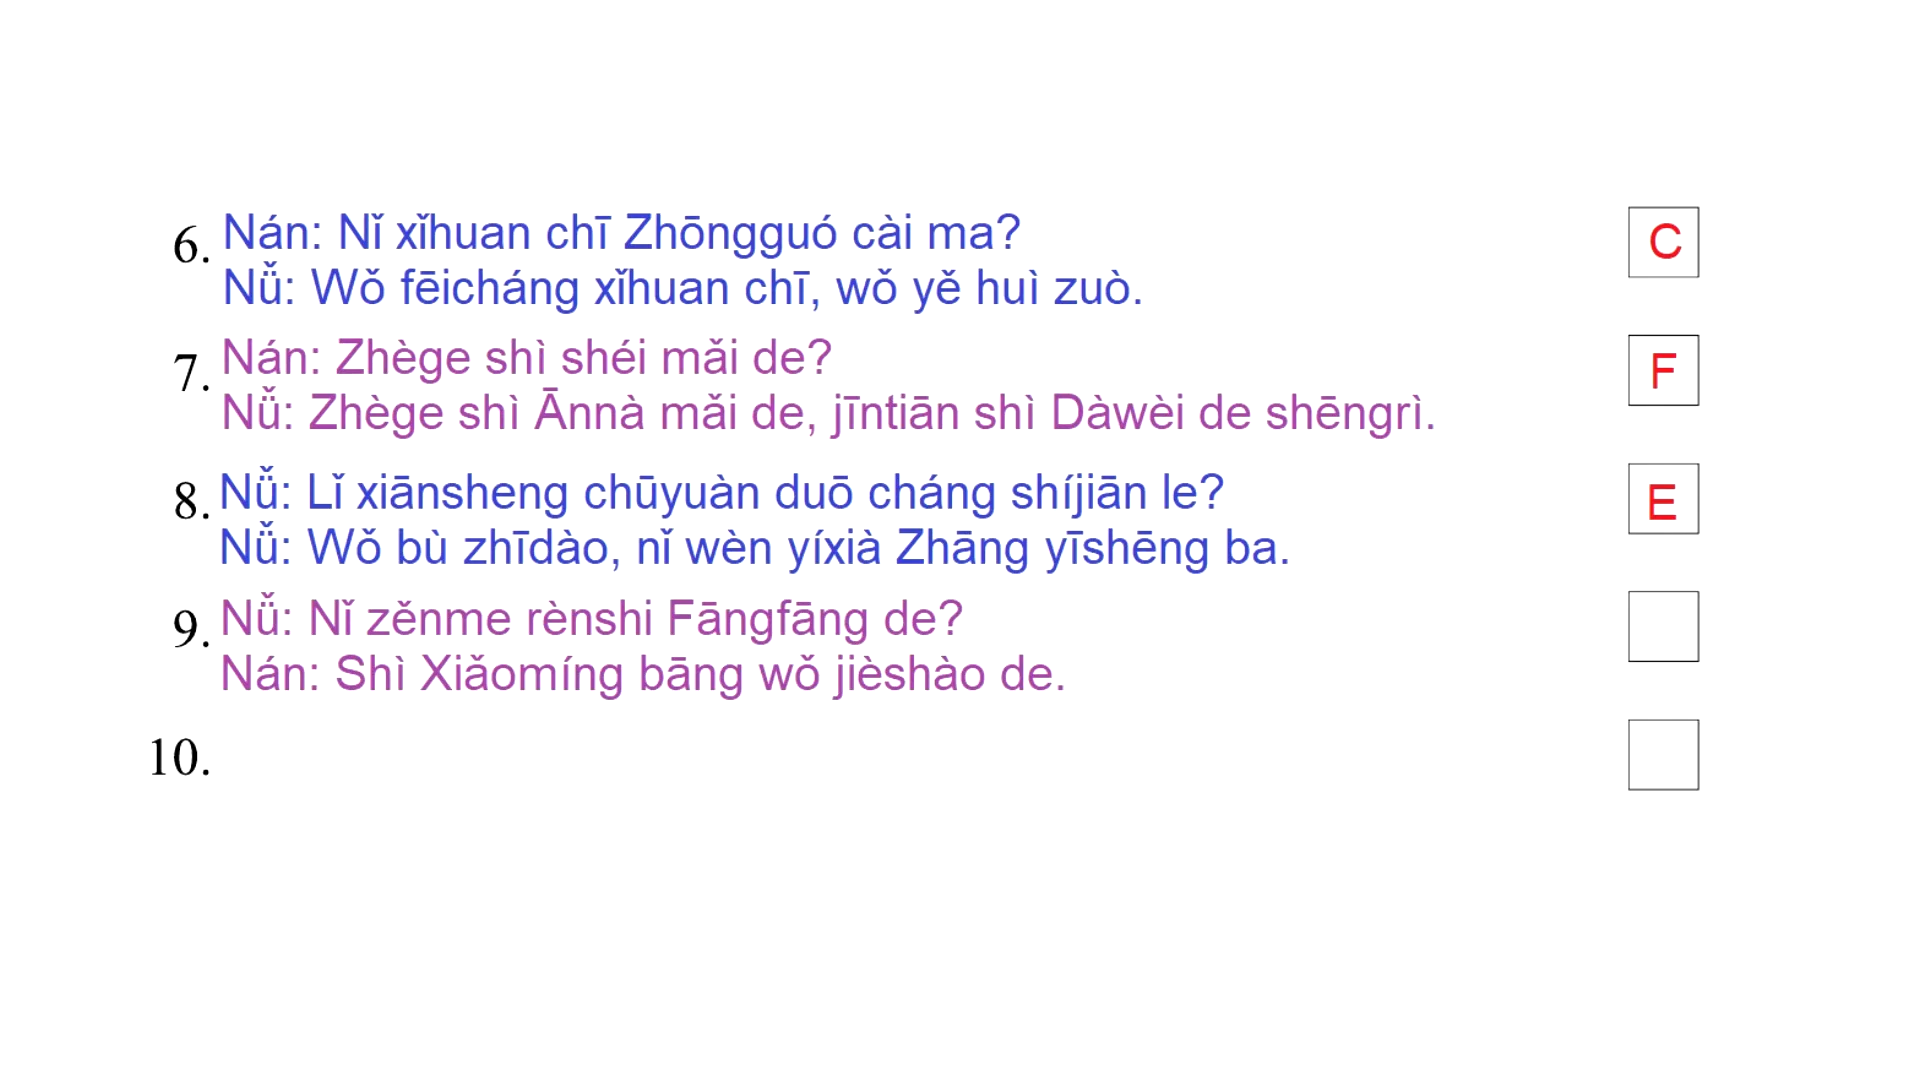 6. Nán: Nǐ xǐhuan chī Zhōngguó cài ma? C
Nǚ: Wǒ fēicháng xǐhuan chī, wǒ yě huì zuò.
7. Nán: Zhège shì shéi mǎi de? F
Nǚ: Zhège shì Ānnà mǎi de, jīntiān shì Dàwèi de shēngrì.
8. Nǚ: Lǐ xiānsheng chūyuàn duō cháng shíjiān le? E
Nǚ: Wǒ bù zhīdào, nǐ wèn yíxià Zhāng yīshēng ba.
9. Nǚ: Nǐ zěnme rènshi Fāngfāng de?
Nán: Shì Xiǎomíng bāng wǒ jièshào de.
10.